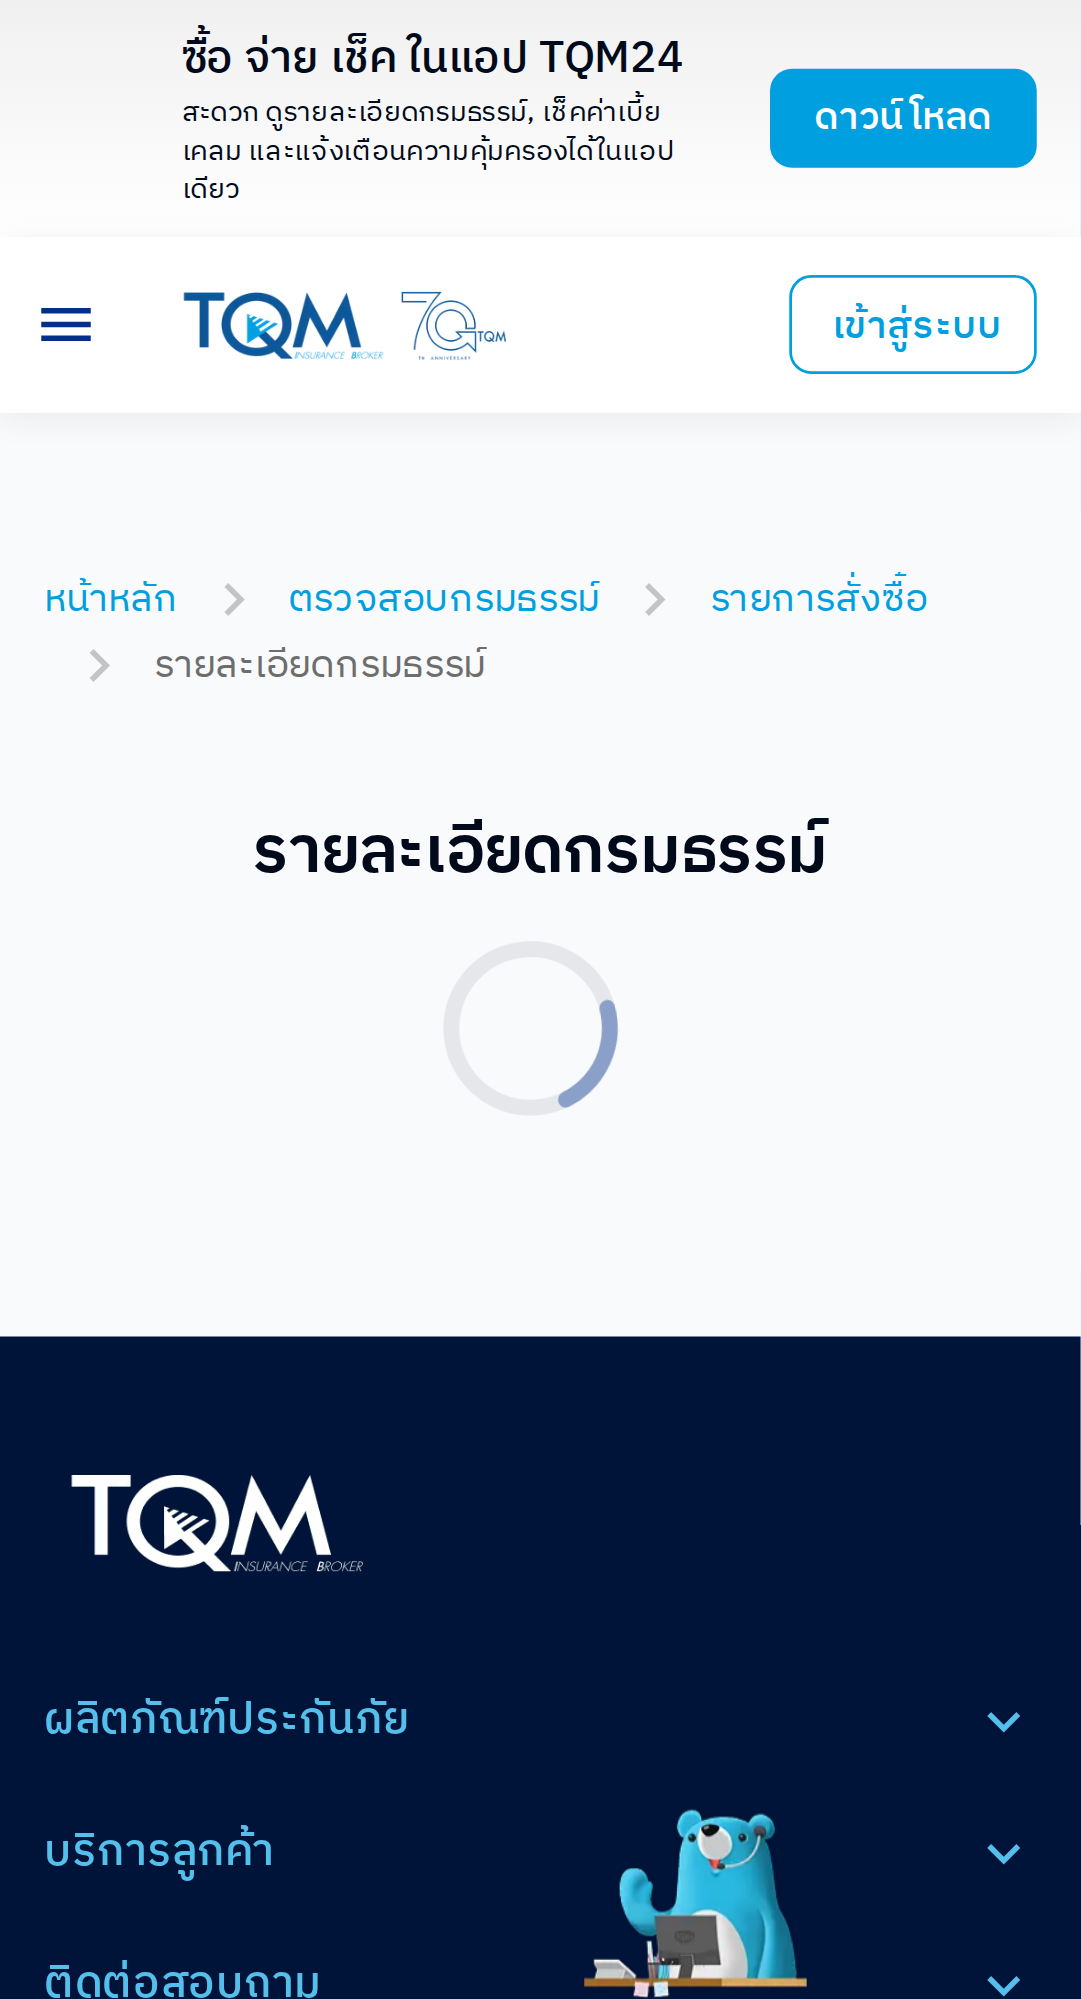 ซื้อ จ่าย เช็ค ในแอป TQM24
สะดวก ดูรายละเอียดกรมธรรม์, เช็คค่าเบี้ย
เคลม และแจ้งเตือนความคุ้มครองได้ในแอป
เดียว
ดาวน์โหลด
TQM
INSURANCE BROKER
70 TQM
TH ANNIVERSARY
เข้าสู่ระบบ
หน้าหลัก
ตรวจสอบกรมธรรม์
รายการสั่งซื้อ
รายละเอียดกรมธรรม์
รายละเอียดกรมธรรม์
TQM
INSURANCE BROKER
ผลิตภัณฑ์ประกันภัย
บริการลูกค้า
ติดต่อสอบถาม